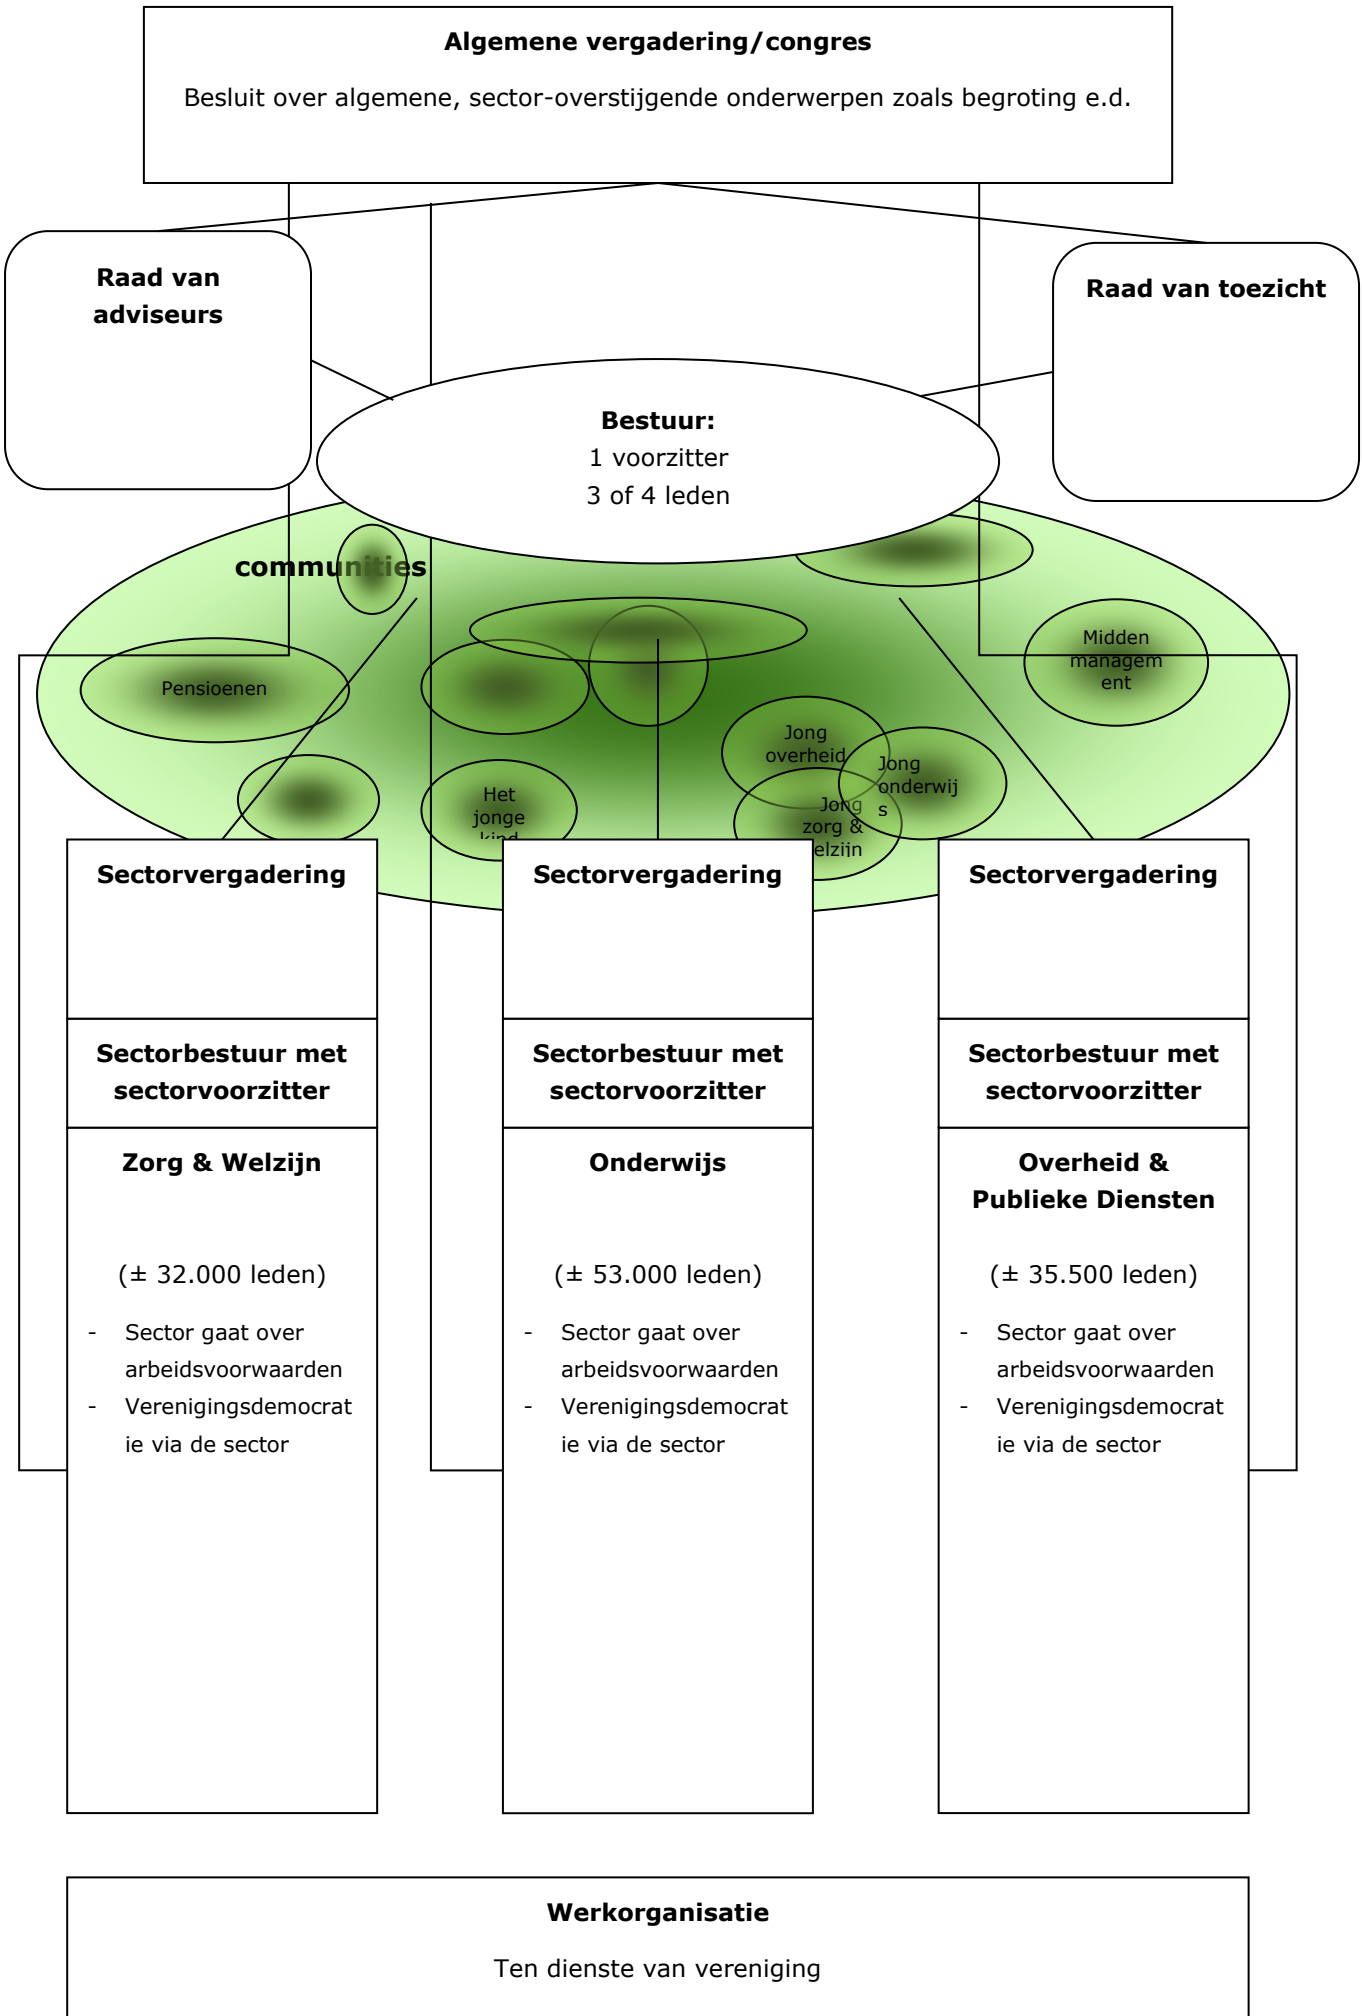 Algemene vergadering/congres
Besluit over algemene, sector-overstijgende onderwerpen zoals begroting e.d.
Raad van
adviseurs
Raad van toezicht
Bestuur:
1 voorzitter
3 of 4 leden
communities
Pensioenen
Midden
managem
ent
Jong
overheid
Jong
onderwij
s
Het
jonge
kind
Jong
zorg &
elzijn
Sectorvergadering
Sectorbestuur met
sectorvoorzitter
Zorg & Welzijn
(± 32.000 leden)
- Sector gaat over
arbeidsvoorwaarden
- Verenigingsdemocrat
ie via de sector
Sectorvergadering
Sectorbestuur met
sectorvoorzitter
Onderwijs
(± 53.000 leden)
- Sector gaat over
arbeidsvoorwaarden
- Verenigingsdemocrat
ie via de sector
Sectorvergadering
Sectorbestuur met
sectorvoorzitter
Overheid &
Publieke Diensten
(± 35.500 leden)
- Sector gaat over
arbeidsvoorwaarden
- Verenigingsdemocrat
ie via de sector
Werkorganisatie
Ten dienste van vereniging